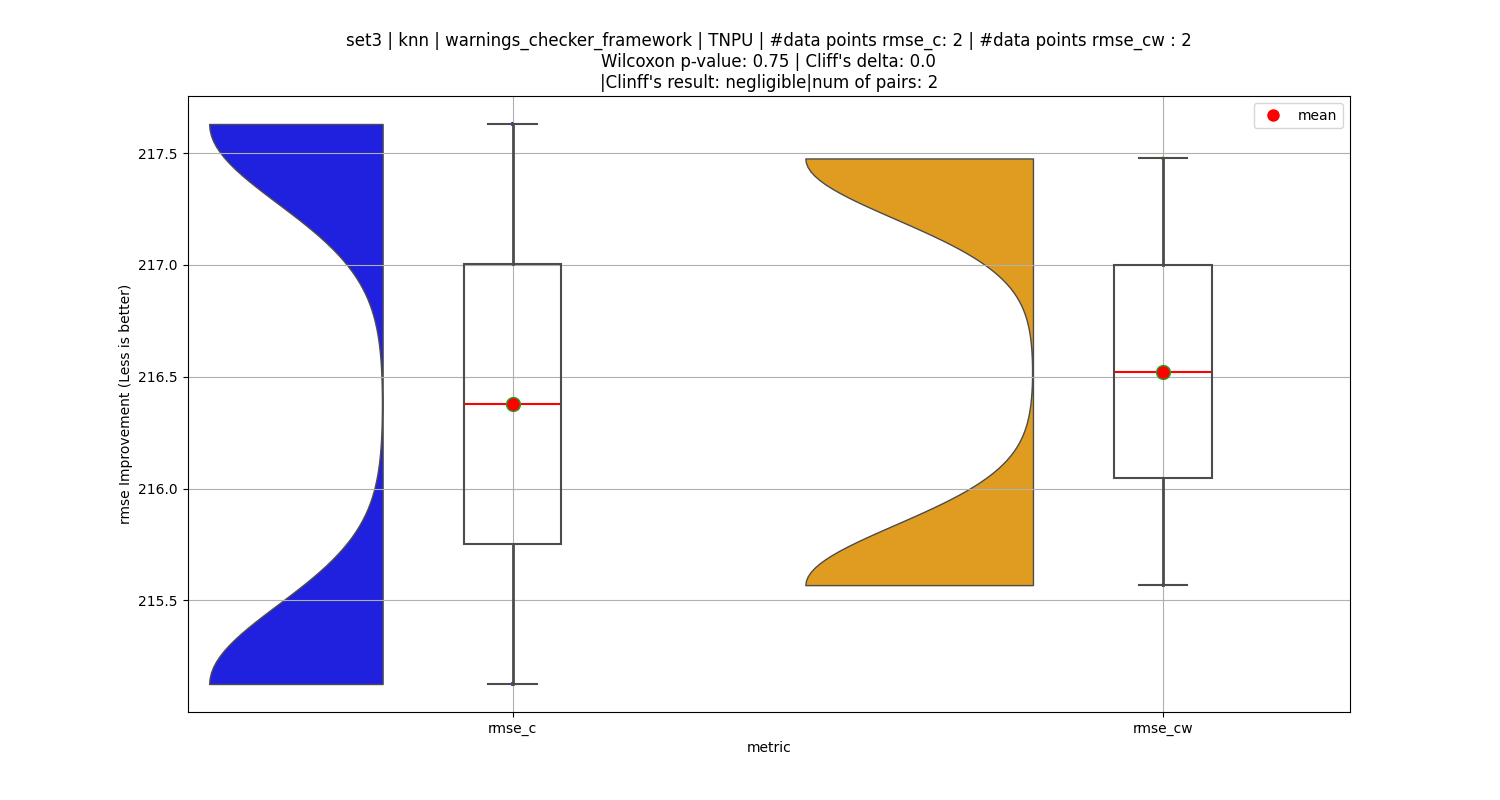 set3 | knn | warnings_checker_framework | TNPU | #data points rmse_c: 2 | #data points rmse_cw : 2
Wilcoxon p-value: 0.75 | Cliff's delta: 0.0
|Clinff's result: negligible|num of pairs: 2
mean
217.5
217.0
216.5
216.0
215.5
rmse Improvement (Less is better)
rmse_c
rmse_cw
metric